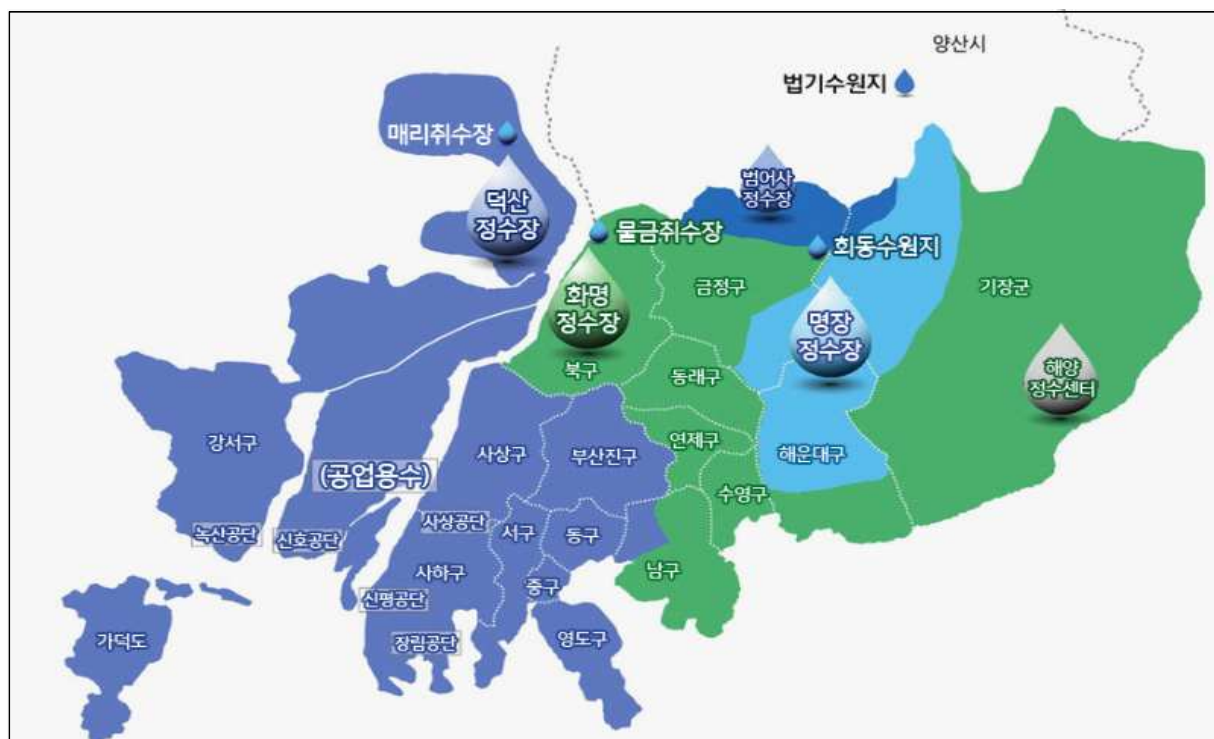 양산시
법기수원지
매리취수장
범어사
정수장
덕산
정수장
물금취수장
회동수원지
금정구
기장군
화명
정수장
명장
정수장
북구
동래구
해양
정수센터
강서구
사상구
부산진구
연제구
해운대구
(공업용수)
수영구
녹산공단
신호공단
사상공단
서구
동구
사하구
중구
남구
신평공단
가덕도
장림공단
영도구